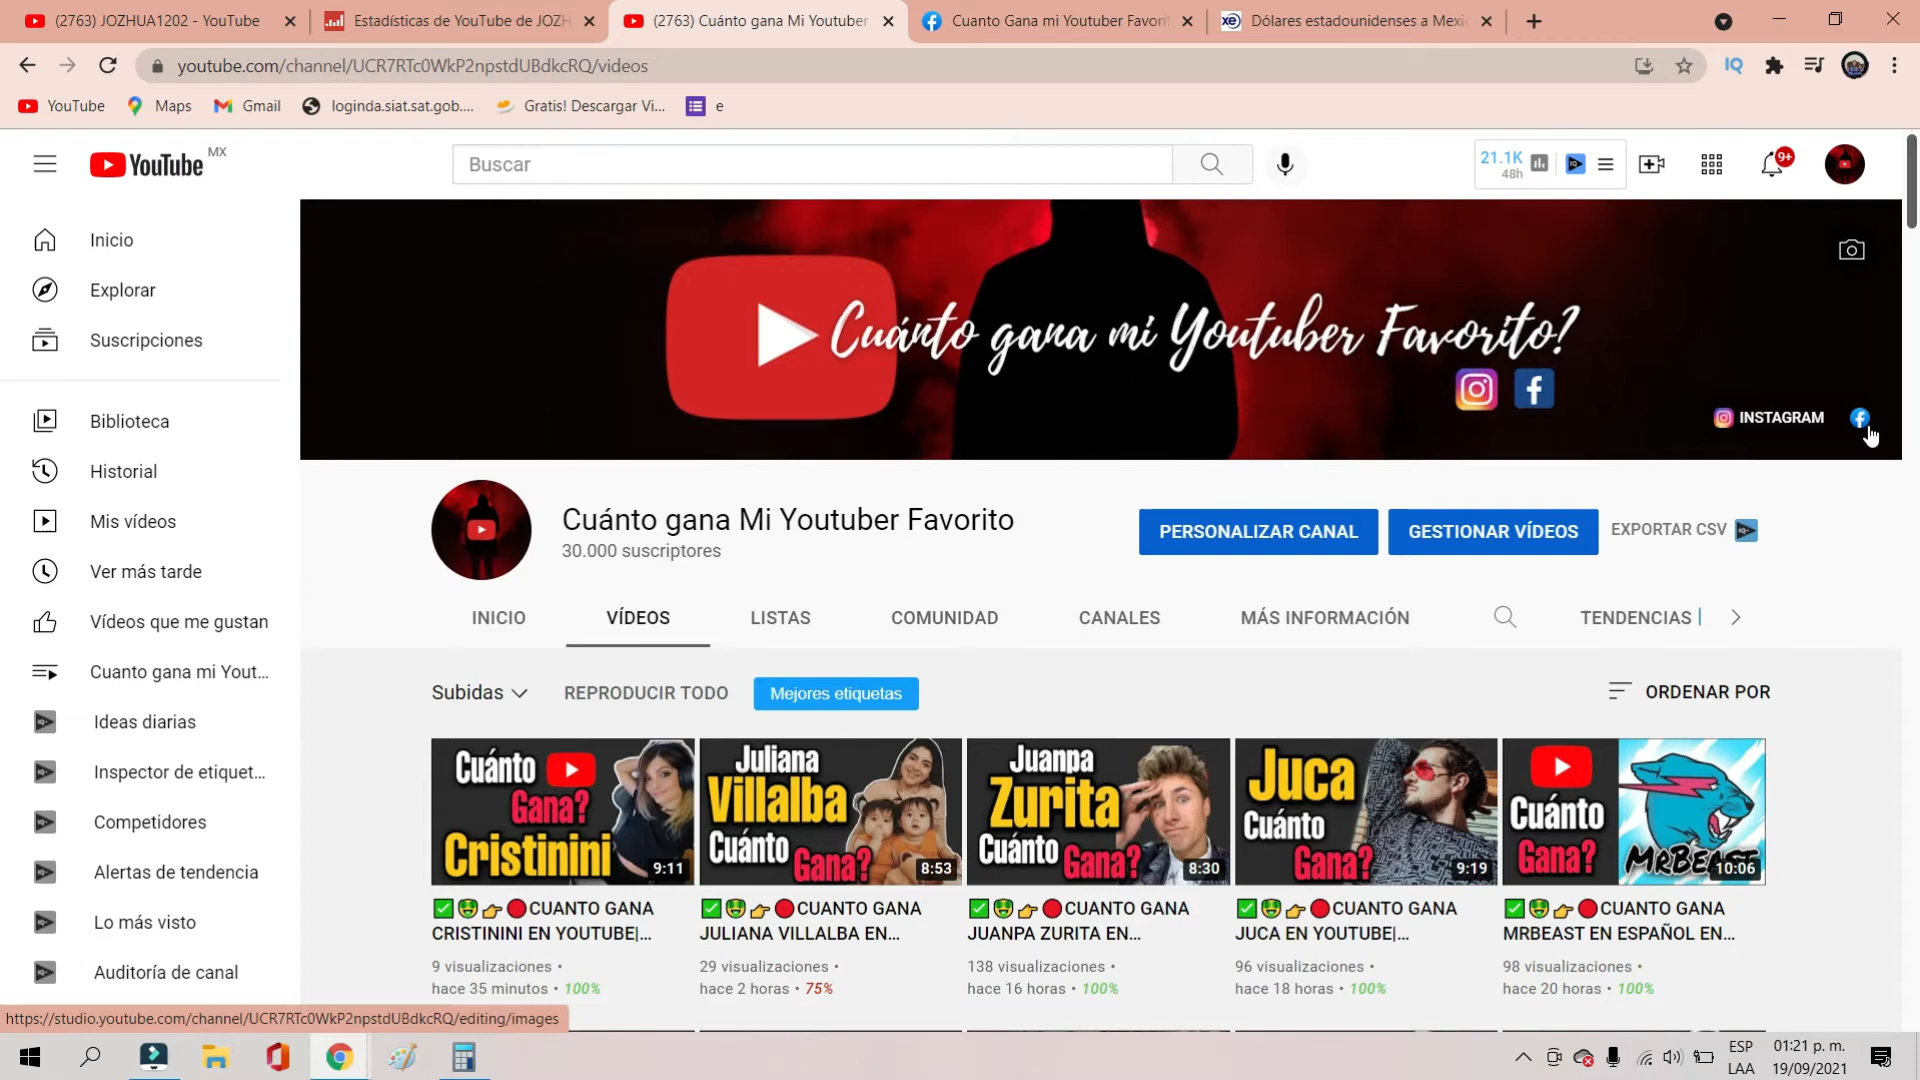 (2763) JOZHUA1202 - YouTube
Estadísticas de YouTube de JOZH
(2763) Cuánto gana Mi Youtuber
Cuanto Gana mi Youtuber Favorit
Dólares estadounidenses a Mexic
youtube.com/channel/UCR7RTc0WkP2npstdUBdkcRQ/videos
YouTube
Maps
Gmail
loginda.siat.sat.gob....
Gratis! Descargar Vi...
e
YouTube MX
Buscar
21.1K
48h
9+
Inicio
Explorar
Suscripciones
Biblioteca
Historial
Mis vídeos
Ver más tarde
Vídeos que me gustan
Cuanto gana mi Yout...
Ideas diarias
Inspector de etiquet...
Competidores
Alertas de tendencia
Lo más visto
Auditoría de canal
Cuánto gana mi Youtuber Favorito?
INSTAGRAM
Cuánto gana Mi Youtuber Favorito
30.000 suscriptores
PERSONALIZAR CANAL
GESTIONAR VÍDEOS
EXPORTAR CSV
INICIO
VÍDEOS
LISTAS
COMUNIDAD
CANALES
MÁS INFORMACIÓN
TENDENCIAS
Subidas
REPRODUCIR TODO
Mejores etiquetas
ORDENAR POR
Cuánto
Gana?
Cristinini
9:11
Juliana
Villalba
Cuánto
Gana?
8:53
Juanpa
Zurita
Cuánto
Gana?
8:30
Juca
Cuánto
Gana?
9:19
Cuánto
Gana?
MRBEAST
10:06
✅🤑👉🔴CUANTO GANA
CRISTININI EN YOUTUBE|...
9 visualizaciones •
hace 35 minutos • 100%
✅🤑👉🔴CUANTO GANA
JULIANA VILLALBA EN...
29 visualizaciones •
hace 2 horas • 75%
✅🤑👉🔴CUANTO GANA
JUANPA ZURITA EN...
138 visualizaciones •
hace 16 horas • 100%
✅🤑👉🔴CUANTO GANA
JUCA EN YOUTUBE|...
96 visualizaciones •
hace 18 horas • 100%
✅🤑👉🔴CUANTO GANA
MRBEAST EN ESPAÑOL EN...
98 visualizaciones •
hace 20 horas • 100%
https://studio.youtube.com/channel/UCR7RTc0WkP2npstdUBdkcRQ/editing/images
ESP
LAA
01:21 p. m.
19/09/2021